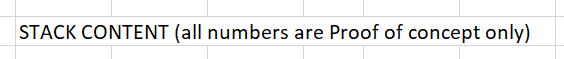 STACK CONTENT (all numbers are Proof of concept only)